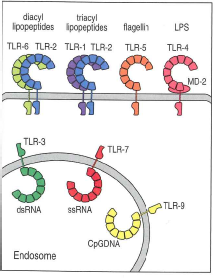 diacyl lipopeptides
triacyl lipopeptides
flagellin
LPS
TLR-6 TLR-2
TLR-1 TLR-2
TLR-5
TLR-4
MD-2
TLR-3
TLR-7
dsRNA
ssRNA
TLR-9
CpGDNA
Endosome